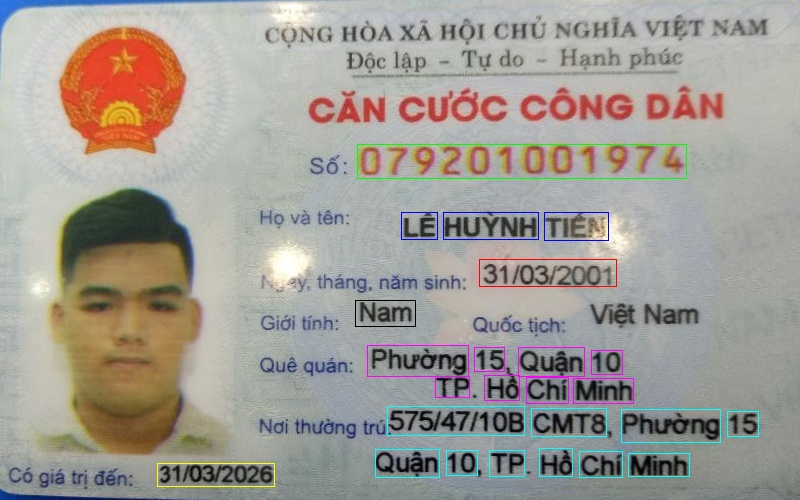 CỘNG HÒA XÃ HỘI CHỦ NGHĨA VIỆT NAM
Độc lập - Tự do - Hạnh phúc
CĂN CƯỚC CÔNG DÂN
Số: 079201001974
Họ và tên: LÊ HUỲNH TIẾN
Ngày, tháng, năm sinh: 31/03/2001
Giới tính: Nam Quốc tịch: Việt Nam
Quê quán: Phường 15, Quận 10
TP. Hồ Chí Minh
Nơi thường trú: 575/47/10B CMT8, Phường 15
Quận 10, TP. Hồ Chí Minh
Có giá trị đến: 31/03/2026